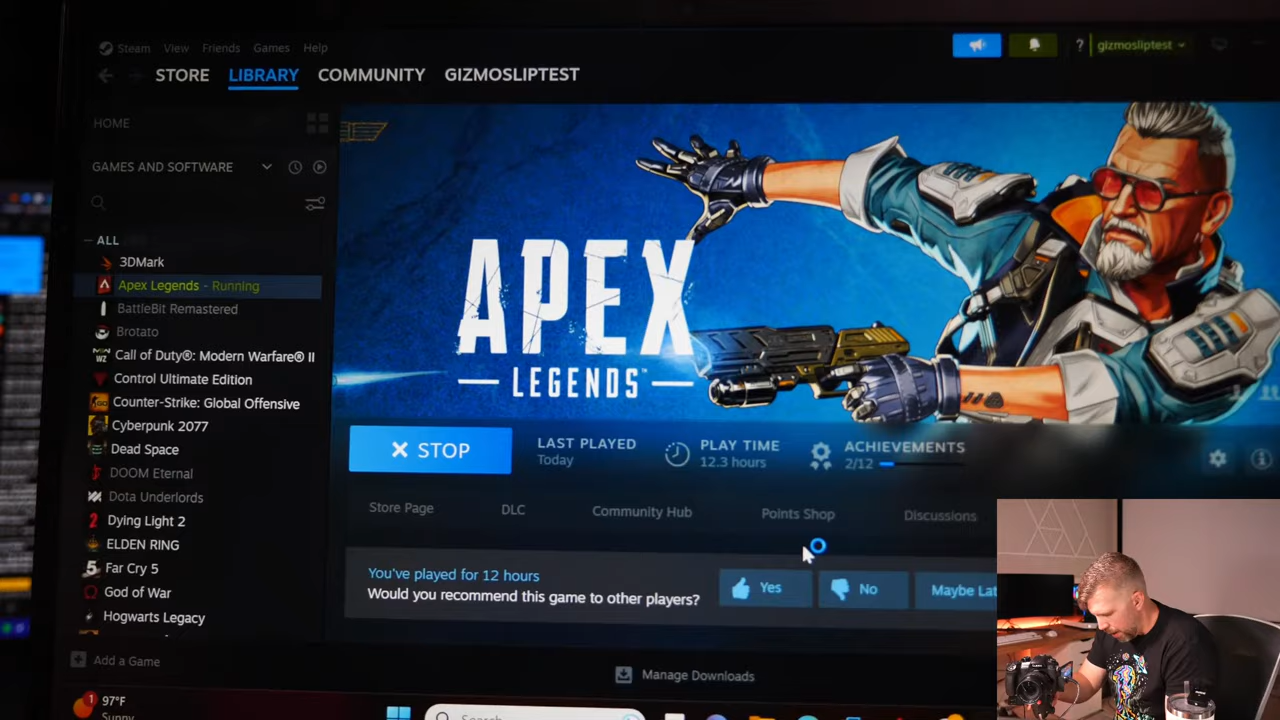 Steam View Friends Games Help
? gizmosliptest
STORE LIBRARY COMMUNITY GIZMOSLIPTEST
HOME
GAMES AND SOFTWARE
ALL
3DMark
Apex Legends - Running
BattleBit Remastered
Brotato
Call of Duty®: Modern Warfare® II
Control Ultimate Edition
Counter-Strike: Global Offensive
Cyberpunk 2077
Dead Space
DOOM Eternal
Dota Underlords
Dying Light 2
ELDEN RING
Far Cry 5
God of War
Hogwarts Legacy
Add a Game
APEX
LEGENDS™
STOP
LAST PLAYED
Today
PLAY TIME
12.3 hours
ACHIEVEMENTS
2/12
Store Page DLC Community Hub Points Shop Discussions
You've played for 12 hours
Would you recommend this game to other players?
Yes No Maybe Lat
Manage Downloads
1
97°F
Sunny
Search